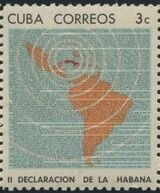 CUBA CORREOS 3c
II DECLARACION DE LA HABANA